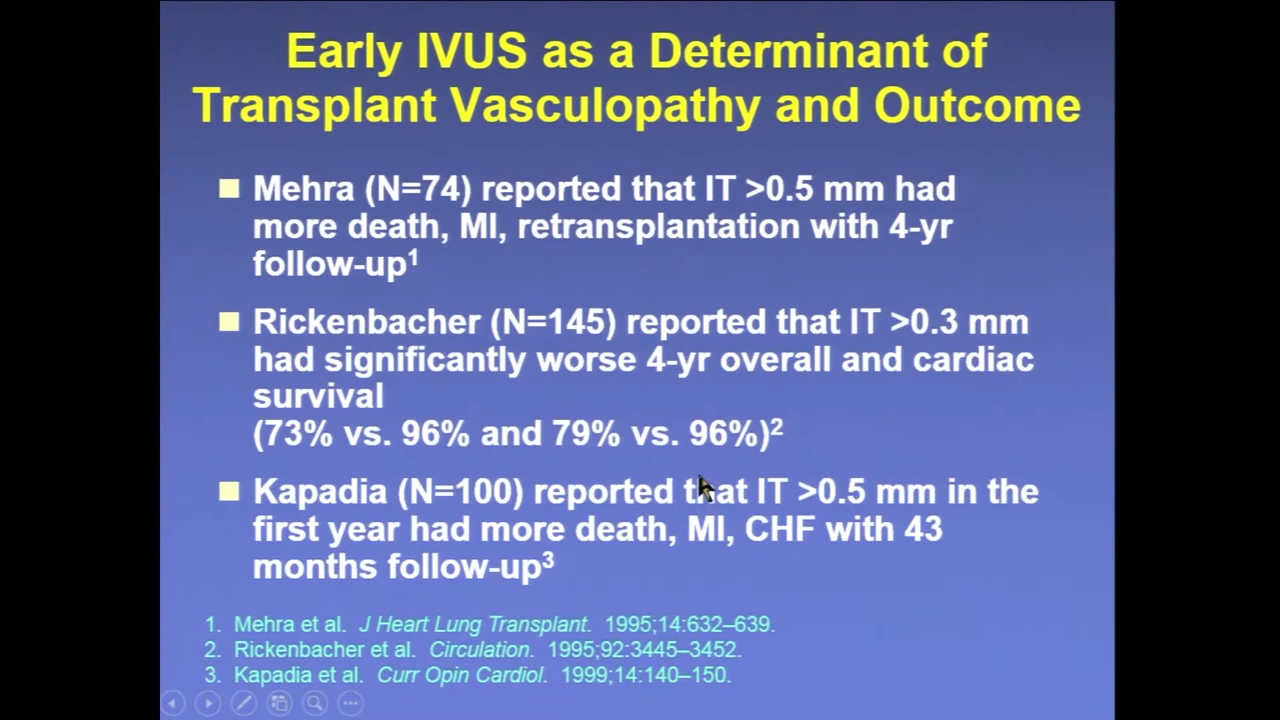 Early IVUS as a Determinant of
Transplant Vasculopathy and Outcome
Mehra (N=74) reported that IT >0.5 mm had
more death, MI, retransplantation with 4-yr
follow-up¹
Rickenbacher (N=145) reported that IT >0.3 mm
had significantly worse 4-yr overall and cardiac
survival
(73% vs. 96% and 79% vs. 96%)²
Kapadia (N=100) reported that IT >0.5 mm in the
first year had more death, MI, CHF with 43
months follow-up³
1. Mehra et al. J Heart Lung Transplant. 1995;14:632–639.
2. Rickenbacher et al. Circulation. 1995;92:3445–3452.
3. Kapadia et al. Curr Opin Cardiol. 1999;14:140–150.